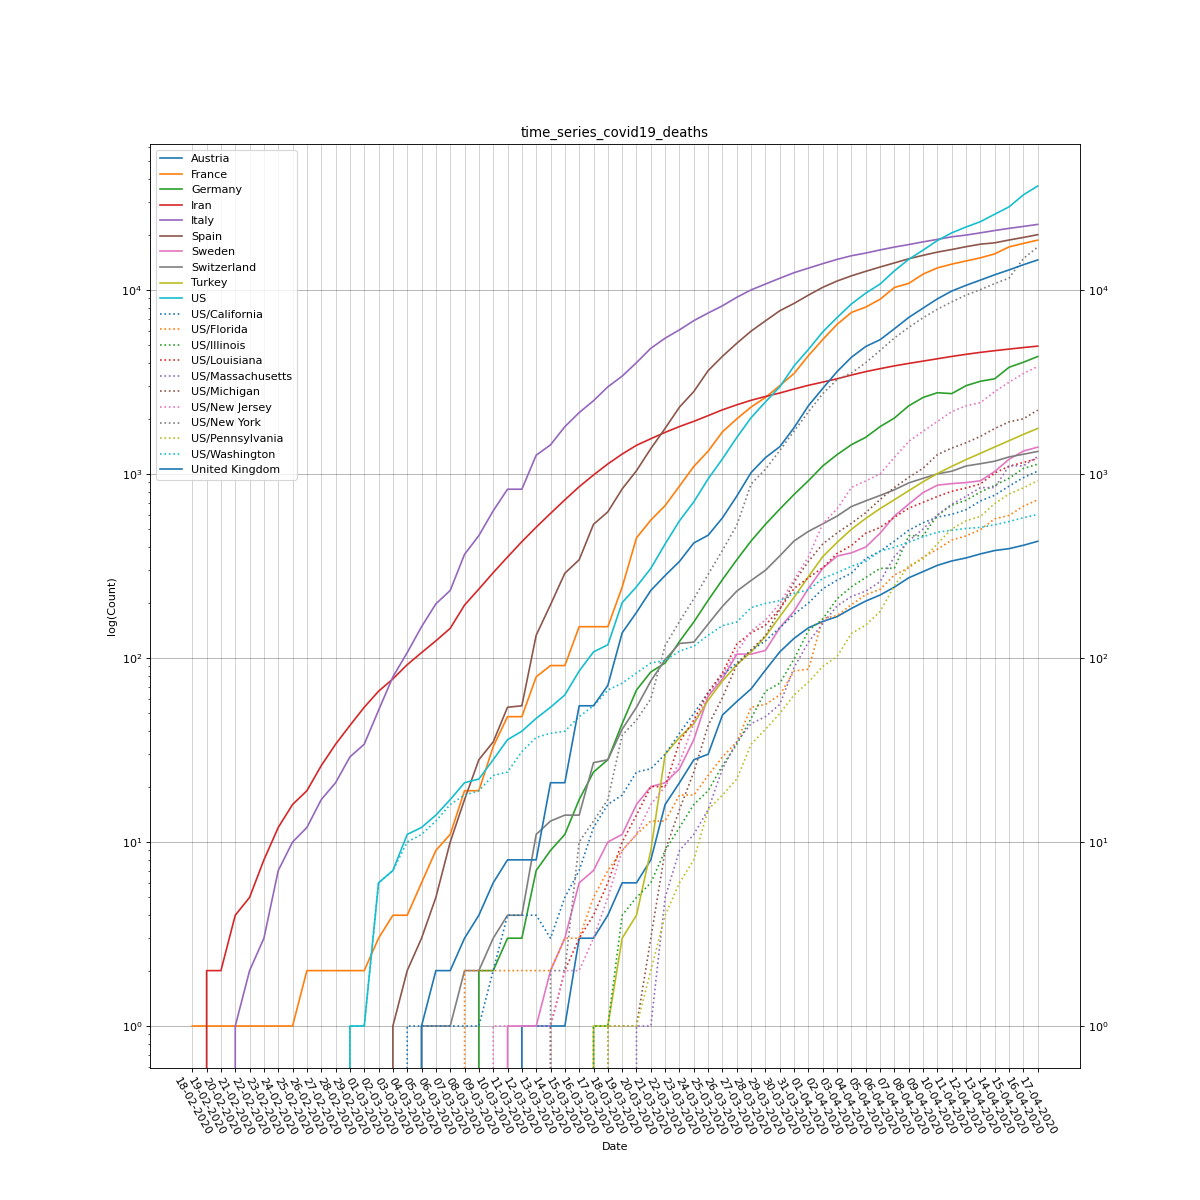 time_series_covid19_deaths
Austria
France
Germany
Iran
Italy
Spain
Sweden
Switzerland
Turkey
US
US/California
US/Florida
US/Illinois
US/Louisiana
US/Massachusetts
US/Michigan
US/New Jersey
US/New York
US/Pennsylvania
US/Washington
United Kingdom
log(Count)
10⁴
10³
10²
10¹
10⁰
10⁴
10³
10²
10¹
10⁰
18-02-2020
19-02-2020
20-02-2020
21-02-2020
22-02-2020
23-02-2020
24-02-2020
25-02-2020
26-02-2020
27-02-2020
28-02-2020
29-02-2020
01-03-2020
02-03-2020
03-03-2020
04-03-2020
05-03-2020
06-03-2020
07-03-2020
08-03-2020
09-03-2020
10-03-2020
11-03-2020
12-03-2020
13-03-2020
14-03-2020
15-03-2020
16-03-2020
17-03-2020
18-03-2020
19-03-2020
20-03-2020
21-03-2020
22-03-2020
23-03-2020
24-03-2020
25-03-2020
26-03-2020
27-03-2020
28-03-2020
29-03-2020
30-03-2020
31-03-2020
01-04-2020
02-04-2020
03-04-2020
04-04-2020
05-04-2020
06-04-2020
07-04-2020
08-04-2020
09-04-2020
10-04-2020
11-04-2020
12-04-2020
13-04-2020
14-04-2020
15-04-2020
16-04-2020
17-04-2020
Date